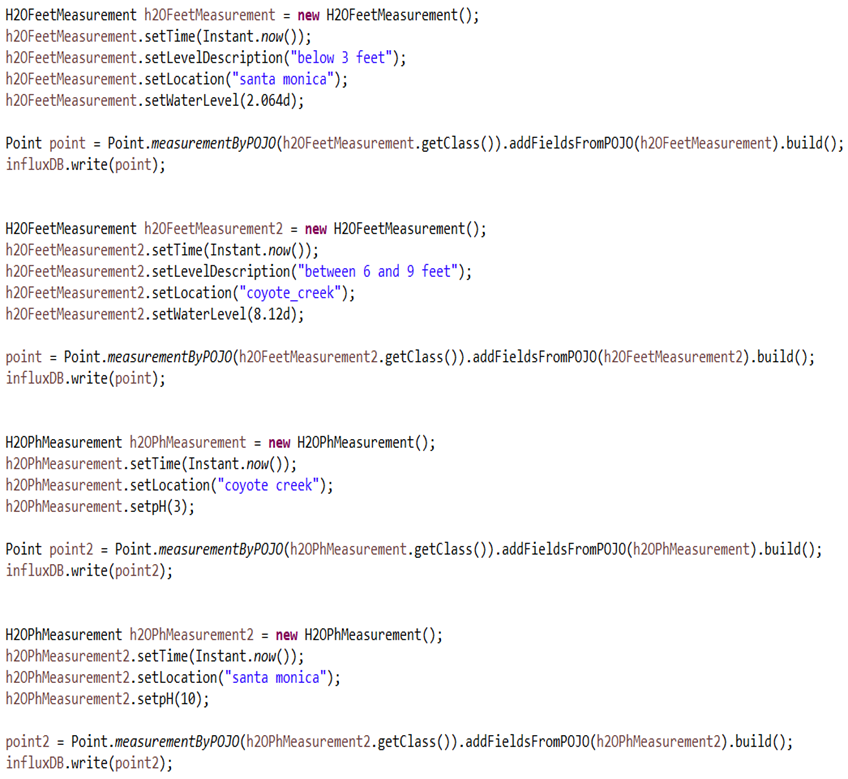 H2OFeetMeasurement h2OFeetMeasurement = new H2OFeetMeasurement();
h2OFeetMeasurement.setTime(Instant.now());
h2OFeetMeasurement.setLevelDescription("below 3 feet");
h2OFeetMeasurement.setLocation("santa monica");
h2OFeetMeasurement.setWaterLevel(2.064d);
Point point = Point.measurementByPOJO(h2OFeetMeasurement.getClass()).addFieldsFromPOJO(h2OFeetMeasurement).build();
influxDB.write(point);
H2OFeetMeasurement h2OFeetMeasurement2 = new H2OFeetMeasurement();
h2OFeetMeasurement2.setTime(Instant.now());
h2OFeetMeasurement2.setLevelDescription("between 6 and 9 feet");
h2OFeetMeasurement2.setLocation("coyote_creek");
h2OFeetMeasurement2.setWaterLevel(8.12d);
point = Point.measurementByPOJO(h2OFeetMeasurement2.getClass()).addFieldsFromPOJO(h2OFeetMeasurement2).build();
influxDB.write(point);
H2OPhMeasurement h2OPhMeasurement = new H2OPhMeasurement();
h2OPhMeasurement.setTime(Instant.now());
h2OPhMeasurement.setLocation("coyote creek");
h2OPhMeasurement.setpH(3);
Point point2 = Point.measurementByPOJO(h2OPhMeasurement.getClass()).addFieldsFromPOJO(h2OPhMeasurement).build();
influxDB.write(point2);
H2OPhMeasurement h2OPhMeasurement2 = new H2OPhMeasurement();
h2OPhMeasurement2.setTime(Instant.now());
h2OPhMeasurement2.setLocation("santa monica");
h2OPhMeasurement2.setpH(10);
point2 = Point.measurementByPOJO(h2OPhMeasurement2.getClass()).addFieldsFromPOJO(h2OPhMeasurement2).build();
influxDB.write(point2);